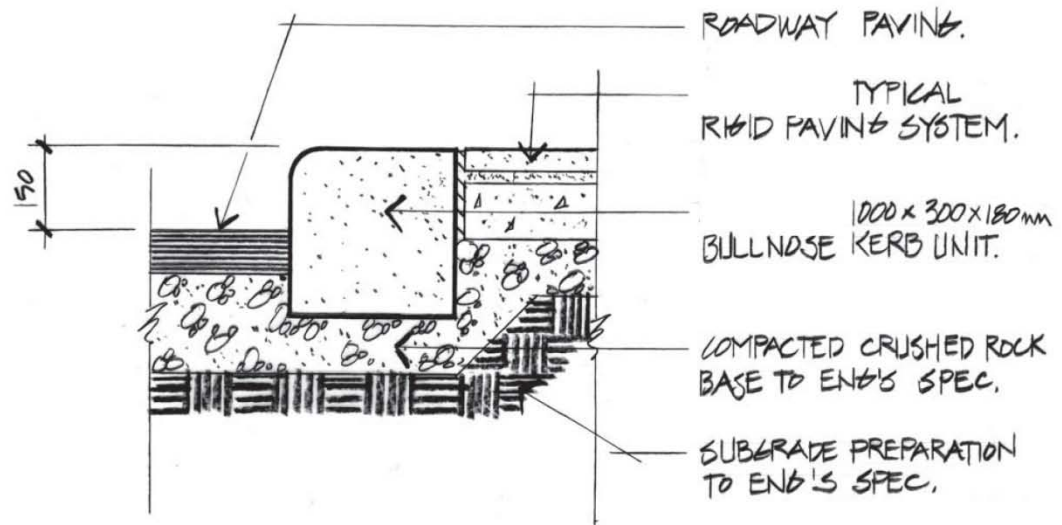 ROADWAY PAVING.
TYPICAL
RIGID PAVING SYSTEM.
150
1000 x 300 x 180mm
BULLNOSE KERB UNIT.
COMPACTED CRUSHED ROCK
BASE TO ENG'S SPEC.
SUBGRADE PREPARATION
TO ENG'S SPEC.